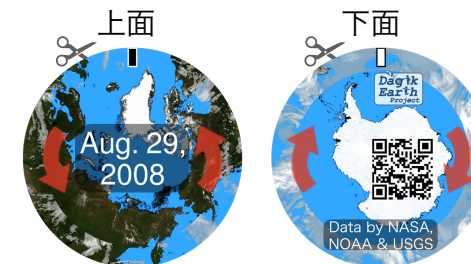 上面
下面
Aug. 29,
2008
Dagik
Earth
Project
Data by NASA,
NOAA & USGS